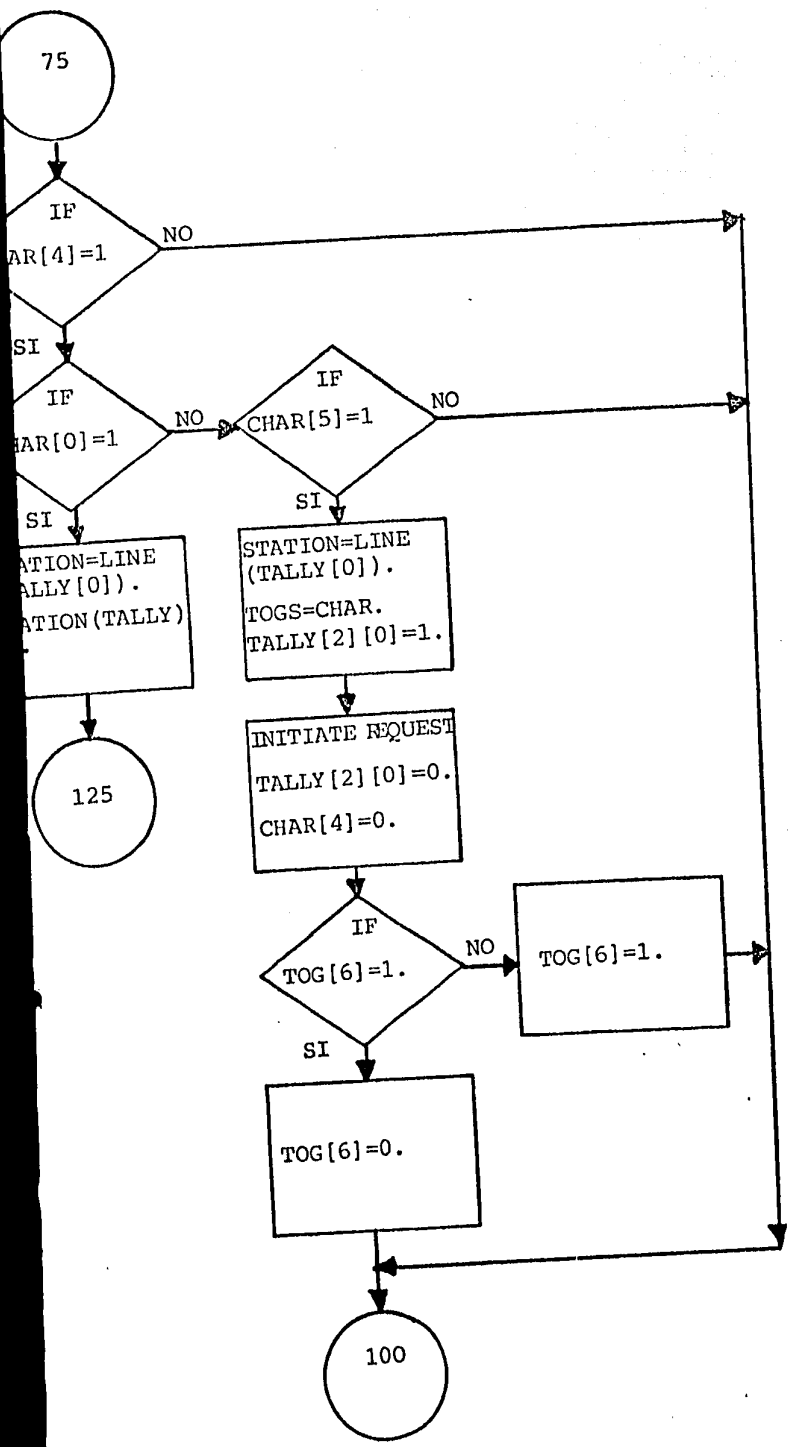 75
IF
AR[4]=1
NO
SI
IF
HAR[0]=1
NO
IF
CHAR[5]=1
NO
SI
ATION=LINE
ALLY[0]).
ATION(TALLY)
.
125
SI
STATION=LINE
(TALLY[0]).
TOGS=CHAR.
TALLY[2][0]=1.
INITIATE REQUEST
TALLY[2][0]=0.
CHAR[4]=0.
IF
TOG[6]=1.
NO
TOG[6]=1.
SI
TOG[6]=0.
100